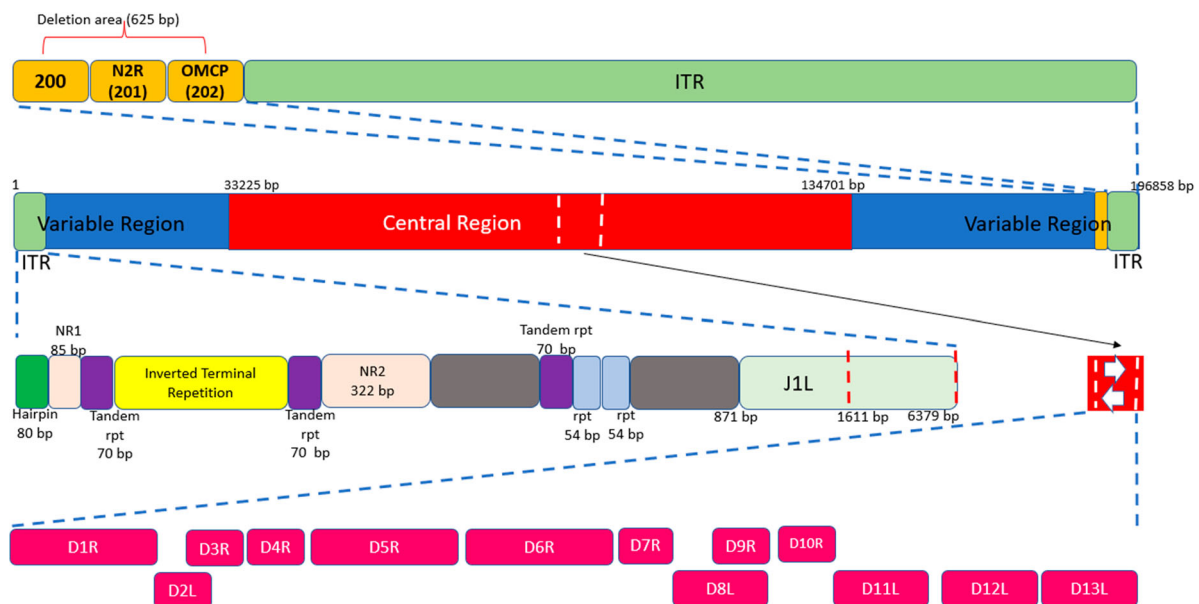 Deletion area (625 bp)
200
N2R
(201)
OMCP
(202)
ITR
1
33225 bp
134701 bp
196858 bp
Variable Region
Central Region
Variable Region
ITR
ITR
NR1
85 bp
Tandem rpt
70 bp
Inverted Terminal
Repetition
NR2
322 bp
J1L
Hairpin
80 bp
Tandem
rpt
70 bp
Tandem
rpt
70 bp
rpt
54 bp
rpt
54 bp
871 bp
1611 bp
6379 bp
D1R
D3R
D4R
D5R
D6R
D7R
D9R
D10R
D2L
D8L
D11L
D12L
D13L